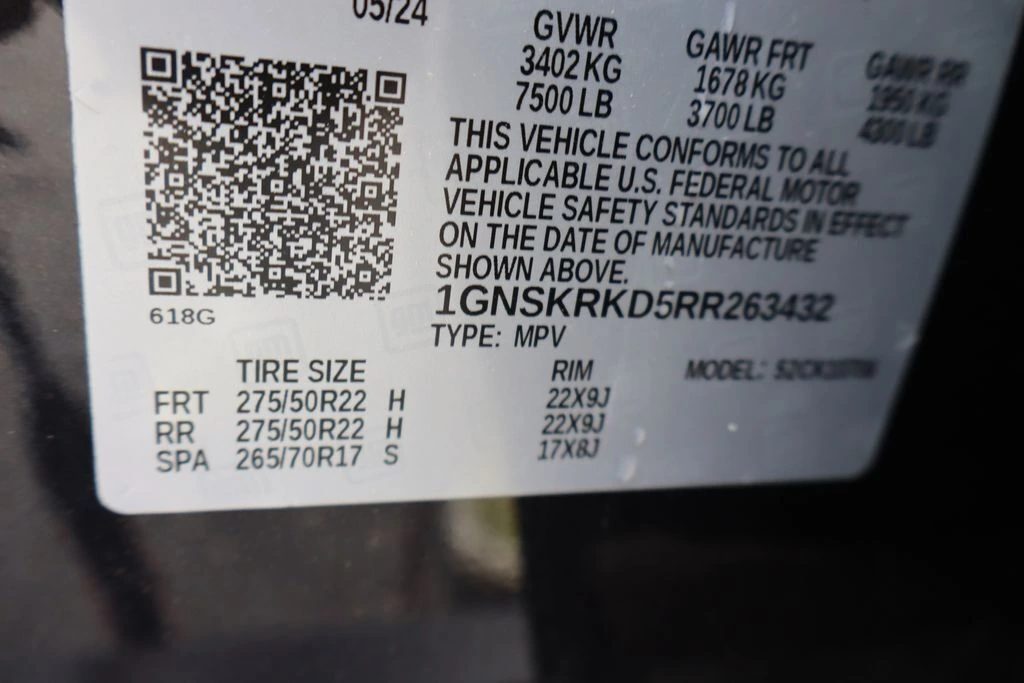 05/24
GVWR GAWR FRT GAWR RR
3402 KG 1678 KG 1950 KG
7500 LB 3700 LB 4300 LB
THIS VEHICLE CONFORMS TO ALL
APPLICABLE U.S. FEDERAL MOTOR
VEHICLE SAFETY STANDARDS IN EFFECT
ON THE DATE OF MANUFACTURE
SHOWN ABOVE.
1GNSKRKD5RR263432
618G
TYPE: MPV
TIRE SIZE RIM MODEL:
FRT 275/50R22 H 22X9J
RR 275/50R22 H 22X9J
SPA 265/70R17 S 17X8J